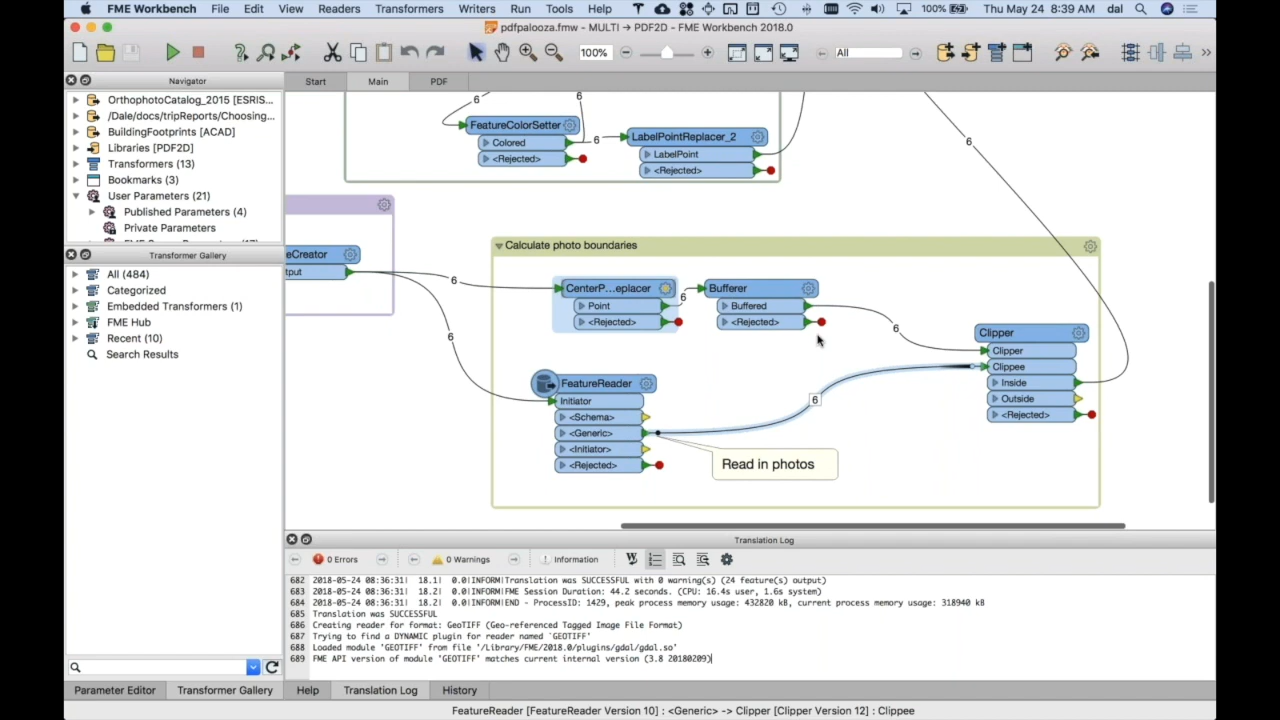 FME Workbench File Edit View Readers Transformers Writers Run Tools Help 100% Thu May 24 8:39 AM dal
pdfpalooza.fmw - MULTI → PDF2D - FME Workbench 2018.0
100% All
Navigator
Start Main PDF
OrthophotoCatalog_2015 [ESRIS...
/Dale/docs/tripReports/Choosing...
BuildingFootprints [ACAD]
Libraries [PDF2D]
Transformers (13)
Bookmarks (3)
User Parameters (21)
Published Parameters (4)
Private Parameters
Transformer Gallery
All (484)
Categorized
Embedded Transformers (1)
FME Hub
Recent (10)
Search Results
6 6
FeatureColorSetter
Colored
<Rejected>
6
LabelPointReplacer_2
LabelPoint
<Rejected>
6
eCreator
tput
6
6
Calculate photo boundaries
CenterP...eplacer
Point
<Rejected>
6
Bufferer
Buffered
<Rejected>
6
Clipper
Clipper
Clippee
Inside
Outside
<Rejected>
FeatureReader
Initiator
<Schema>
<Generic>
<Initiator>
<Rejected>
6
Read in photos
Translation Log
0 Errors 0 Warnings Information
682 2018-05-24 08:36:31| 18.1| 0.0|INFORM|Translation was SUCCESSFUL with 0 warning(s) (24 feature(s) output)
683 2018-05-24 08:36:31| 18.2| 0.0|INFORM|FME Session Duration: 44.2 seconds. (CPU: 16.4s user, 1.6s system)
684 2018-05-24 08:36:31| 18.2| 0.0|INFORM|END - ProcessID: 1429, peak process memory usage: 432820 kB, current process memory usage: 318940 kB
685 Translation was SUCCESSFUL
686 Creating reader for format: GeoTIFF (Geo-referenced Tagged Image File Format)
687 Trying to find a DYNAMIC plugin for reader named `GEOTIFF'
688 Loaded module 'GEOTIFF' from file '/Library/FME/2018.0/plugins/gdal/gdal.so'
689 FME API version of module 'GEOTIFF' matches current internal version (3.8 20180209)
Parameter Editor Transformer Gallery Help Translation Log History
FeatureReader [FeatureReader Version 10] : <Generic> -> Clipper [Clipper Version 12] : Clippee